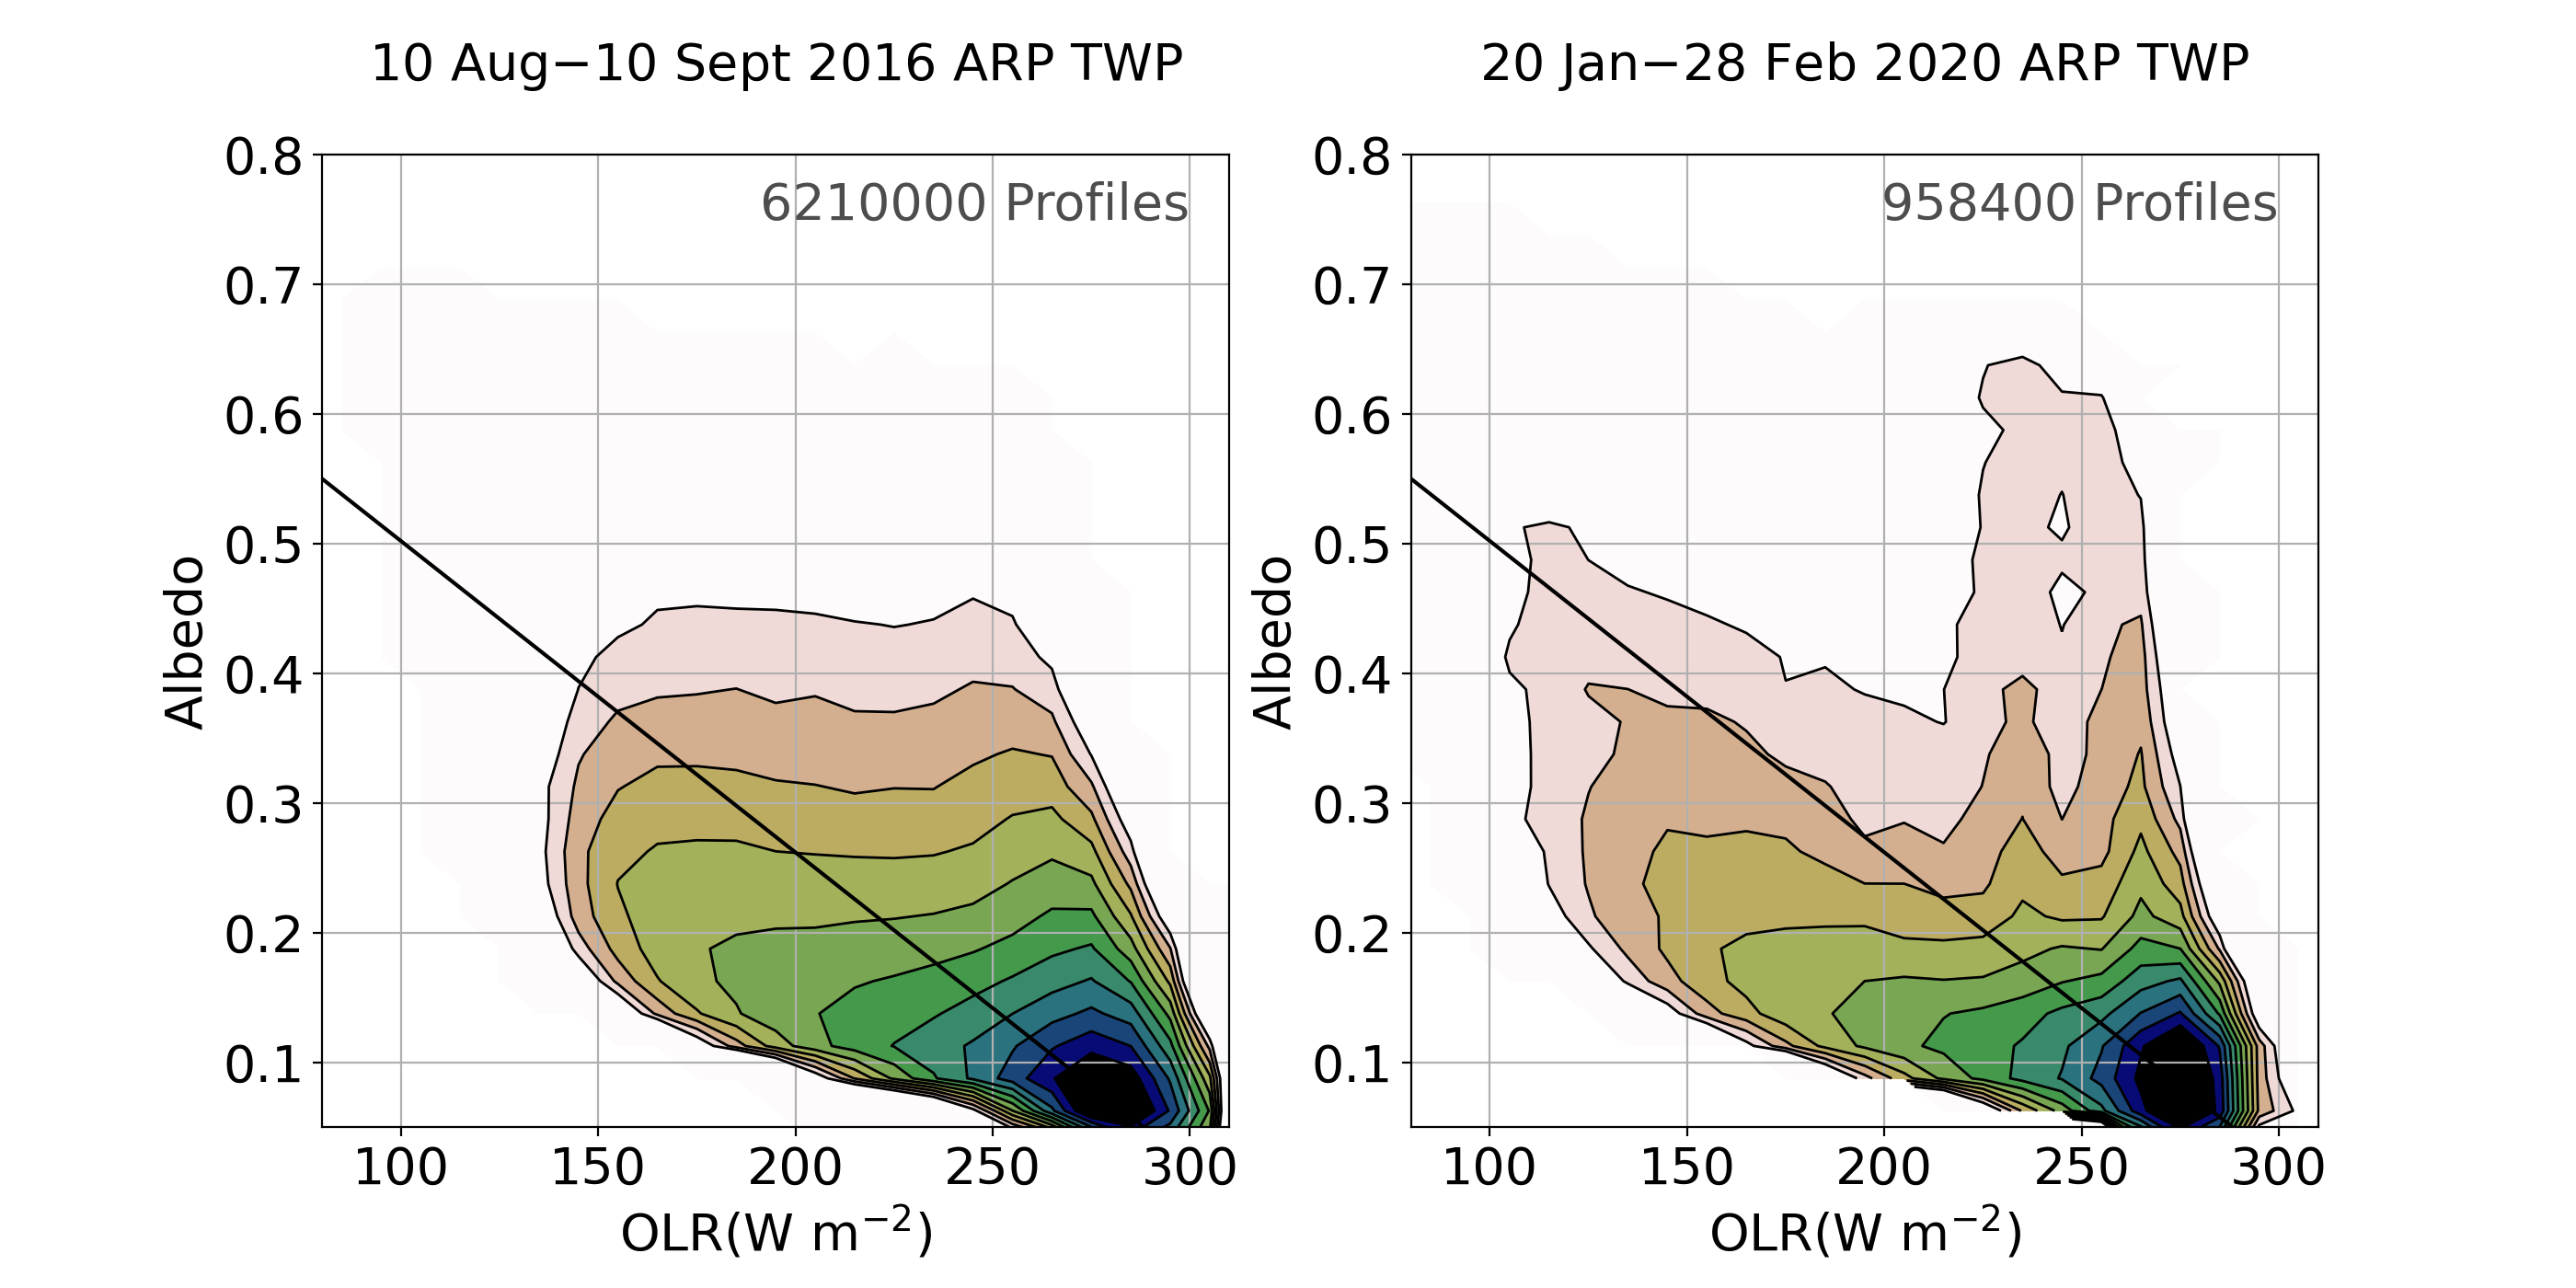 10 Aug−10 Sept 2016 ARP TWP
6210000 Profiles
0.8
0.7
0.6
0.5
0.4
0.3
0.2
0.1
Albedo
100 150 200 250 300
OLR(W m⁻²)
20 Jan−28 Feb 2020 ARP TWP
958400 Profiles
0.8
0.7
0.6
0.5
0.4
0.3
0.2
0.1
Albedo
100 150 200 250 300
OLR(W m⁻²)